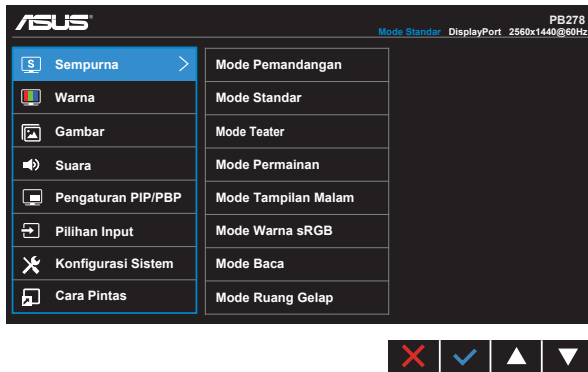 ASUS
PB278
Mode Standar DisplayPort 2560x1440@60Hz
S Sempurna
Warna
Gambar
Suara
Pengaturan PIP/PBP
Pilihan Input
Konfigurasi Sistem
Cara Pintas
Mode Pemandangan
Mode Standar
Mode Teater
Mode Permainan
Mode Tampilan Malam
Mode Warna sRGB
Mode Baca
Mode Ruang Gelap